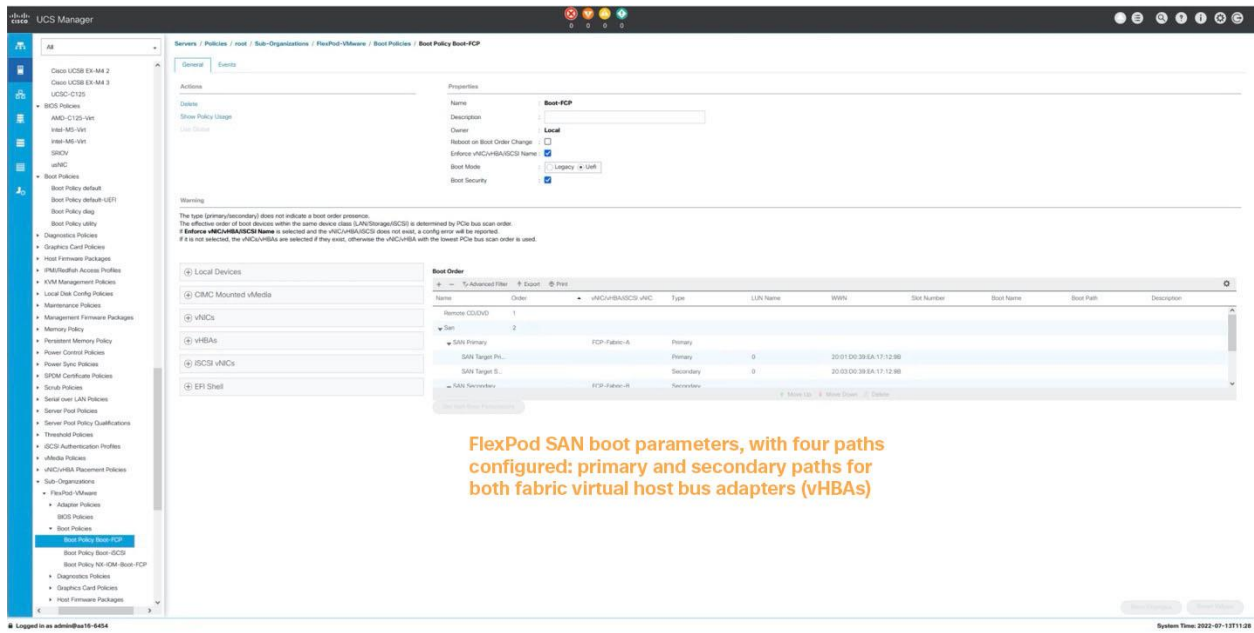 cisco UCS Manager
0 0 0 0
All
Cisco UCSB EX-M4 2
Cisco UCSB EX-M4 3
UCSC-C125
BIOS Policies
AMD-C125-Virt
Intel-M5-Virt
Intel-M6-Virt
SRIOV
usNIC
Boot Policies
Boot Policy default
Boot Policy default-UEFI
Boot Policy diag
Boot Policy utility
Diagnostics Policies
Graphics Card Policies
Host Firmware Packages
IPMI/Redfish Access Profiles
KVM Management Policies
Local Disk Config Policies
Maintenance Policies
Management Firmware Packages
Memory Policy
Persistent Memory Policy
Power Control Policies
Power Sync Policies
SPDM Certificate Policies
Scrub Policies
Serial over LAN Policies
Server Pool Policies
Server Pool Policy Qualifications
Threshold Policies
iSCSI Authentication Profiles
vMedia Policies
vNIC/vHBA Placement Policies
Sub-Organizations
FlexPod-VMware
Adapter Policies
BIOS Policies
Boot Policies
Boot Policy Boot-FCP
Boot Policy Boot-iSCSI
Boot Policy NX-IOM-Boot-FCP
Diagnostics Policies
Graphics Card Policies
Host Firmware Packages
Servers / Policies / root / Sub-Organizations / FlexPod-VMware / Boot Policies / Boot Policy Boot-FCP
General Events
Actions
Delete
Show Policy Usage
Use Global
Properties
Name : Boot-FCP
Description :
Owner : Local
Reboot on Boot Order Change :
Enforce vNIC/vHBA/iSCSI Name :
Boot Mode : Legacy Uefi
Boot Security :
Warning
The type (primary/secondary) does not indicate a boot order presence.
The effective order of boot devices within the same device class (LAN/Storage/iSCSI) is determined by PCIe bus scan order.
If Enforce vNIC/vHBA/iSCSI Name is selected and the vNIC/vHBA/iSCSI does not exist, a config error will be reported.
If it is not selected, the vNICs/vHBAs are selected if they exist, otherwise the vNIC/vHBA with the lowest PCIe bus scan order is used.
Local Devices
CIMC Mounted vMedia
vNICs
vHBAs
iSCSI vNICs
EFI Shell
Boot Order
+ − Advanced Filter Export Print
Name Order vNIC/vHBA/iSCSI vNIC Type LUN Name WWN Slot Number Boot Name Boot Path Description
Remote CD/DVD 1
San 2
SAN Primary FCP-Fabric-A Primary
SAN Target Pri... Primary 0 20:01:D0:39:EA:17:12:9B
SAN Target S... Secondary 0 20:03:D0:39:EA:17:12:9B
SAN Secondary FCP-Fabric-B Secondary
Move Up Move Down Delete
Set Uefi Boot Parameters
FlexPod SAN boot parameters, with four paths
configured: primary and secondary paths for
both fabric virtual host bus adapters (vHBAs)
Save Changes Reset Values
Logged in as admin@aa16-6454
System Time: 2022-07-13T11:28